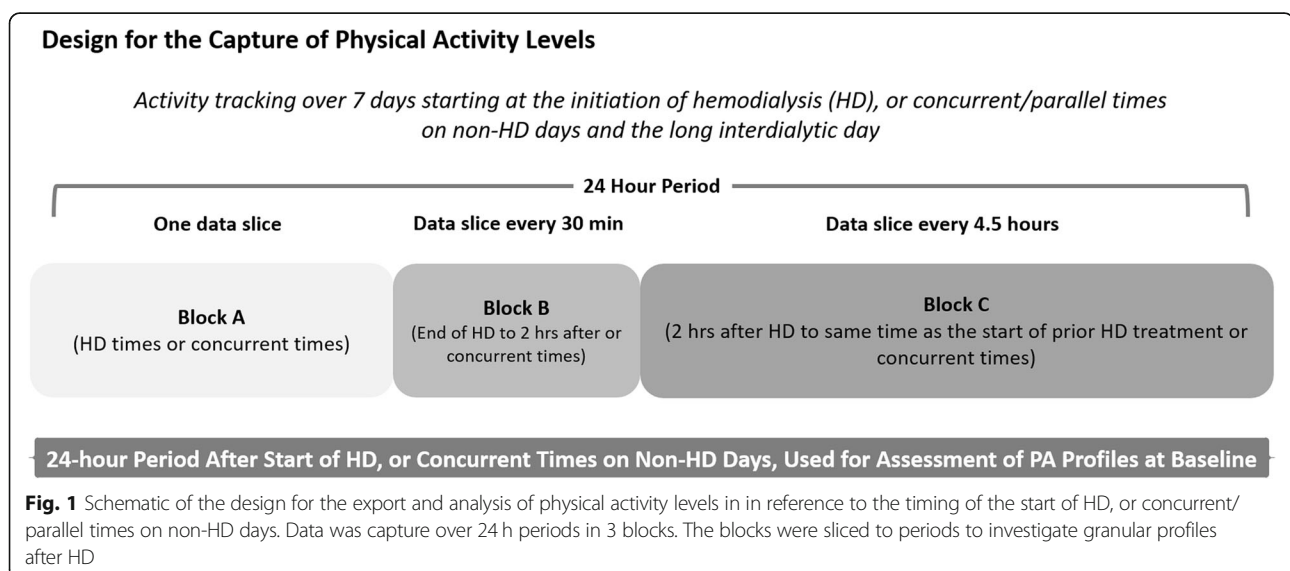 Design for the Capture of Physical Activity Levels
Activity tracking over 7 days starting at the initiation of hemodialysis (HD), or concurrent/parallel times
on non-HD days and the long interdialytic day
24 Hour Period
One data slice
Data slice every 30 min
Data slice every 4.5 hours
Block A
(HD times or concurrent times)
Block B
(End of HD to 2 hrs after or
concurrent times)
Block C
(2 hrs after HD to same time as the start of prior HD treatment or
concurrent times)
24-hour Period After Start of HD, or Concurrent Times on Non-HD Days, Used for Assessment of PA Profiles at Baseline
Fig. 1 Schematic of the design for the export and analysis of physical activity levels in in reference to the timing of the start of HD, or concurrent/
parallel times on non-HD days. Data was capture over 24 h periods in 3 blocks. The blocks were sliced to periods to investigate granular profiles
after HD